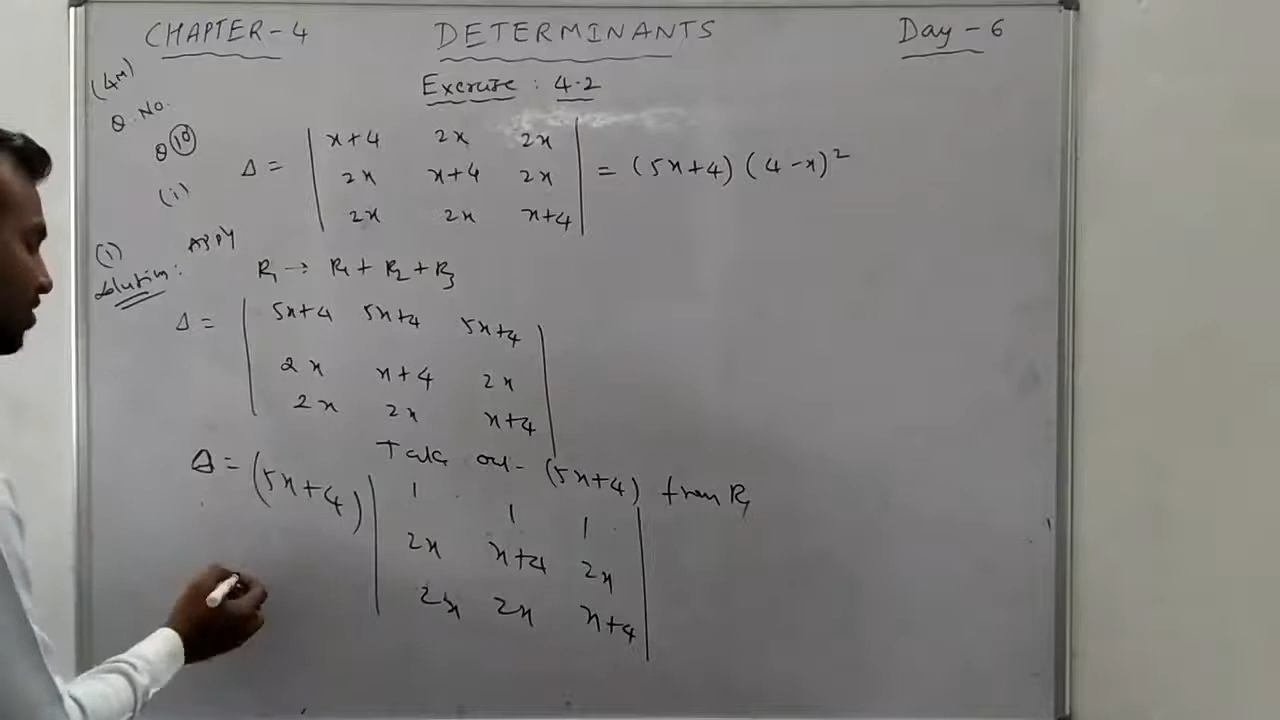 CHAPTER-4 DETERMINANTS Day-6
Exercise: 4.2
(4M)
Q.No.
Q 10
(i)
Δ = | x+4 2x 2x |
| 2x x+4 2x | = (5x+4) (4-x)²
| 2x 2x x+4 |
(1)
Solution: Apply
R₁ → R₁ + R₂ + R₃
Δ = | 5x+4 5x+4 5x+4 |
| 2x x+4 2x |
| 2x 2x x+4 |
Take out (5x+4) from R₁
Δ = (5x+4) | 1 1 1 |
| 2x x+4 2x |
| 2x 2x x+4 |